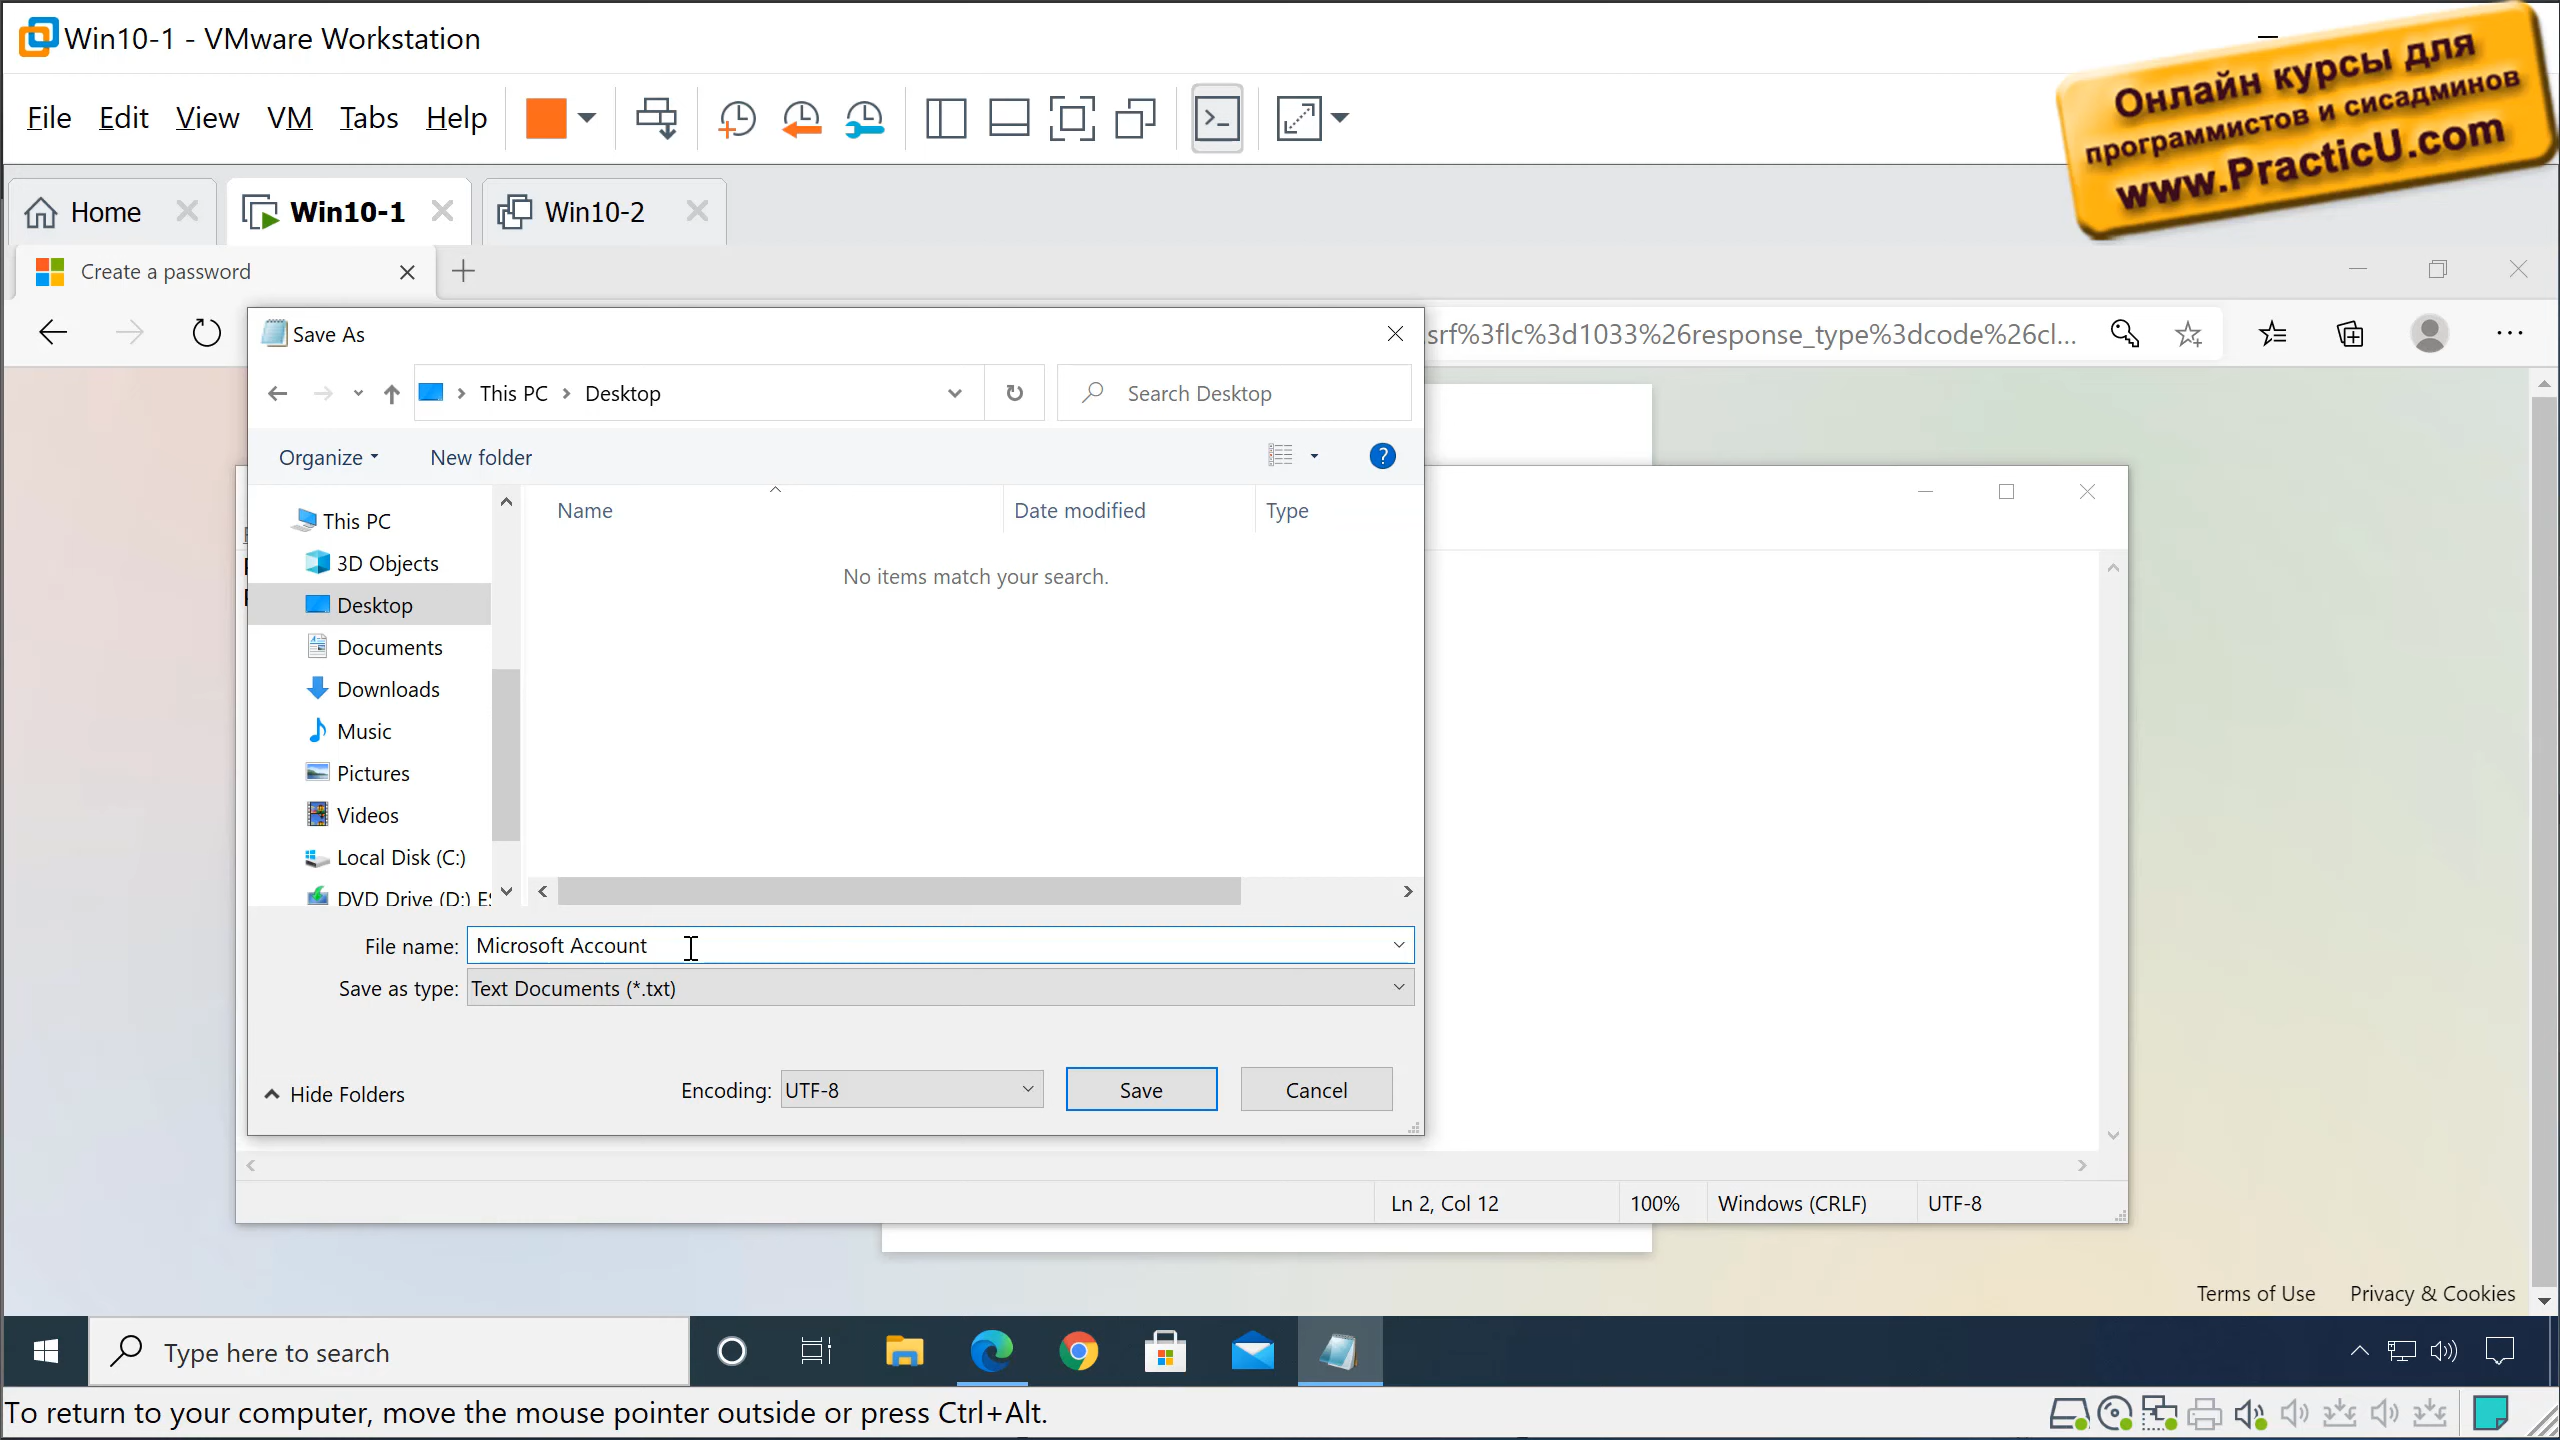 Win10-1 - VMware Workstation
File Edit View VM Tabs Help
Онлайн курсы для
программистов и сисадминов
www.PracticU.com
Home
Win10-1
Win10-2
Create a password
Save As
.srf%3flc%3d1033%26response_type%3dcode%26cl...
This PC > Desktop
Search Desktop
Organize
New folder
Name
Date modified
Type
No items match your search.
This PC
3D Objects
Desktop
Documents
Downloads
Music
Pictures
Videos
Local Disk (C:)
DVD Drive (D:)
File name: Microsoft Account
Save as type: Text Documents (*.txt)
Hide Folders
Encoding: UTF-8
Save
Cancel
Ln 2, Col 12
100%
Windows (CRLF)
UTF-8
Terms of Use
Privacy & Cookies
Type here to search
To return to your computer, move the mouse pointer outside or press Ctrl+Alt.